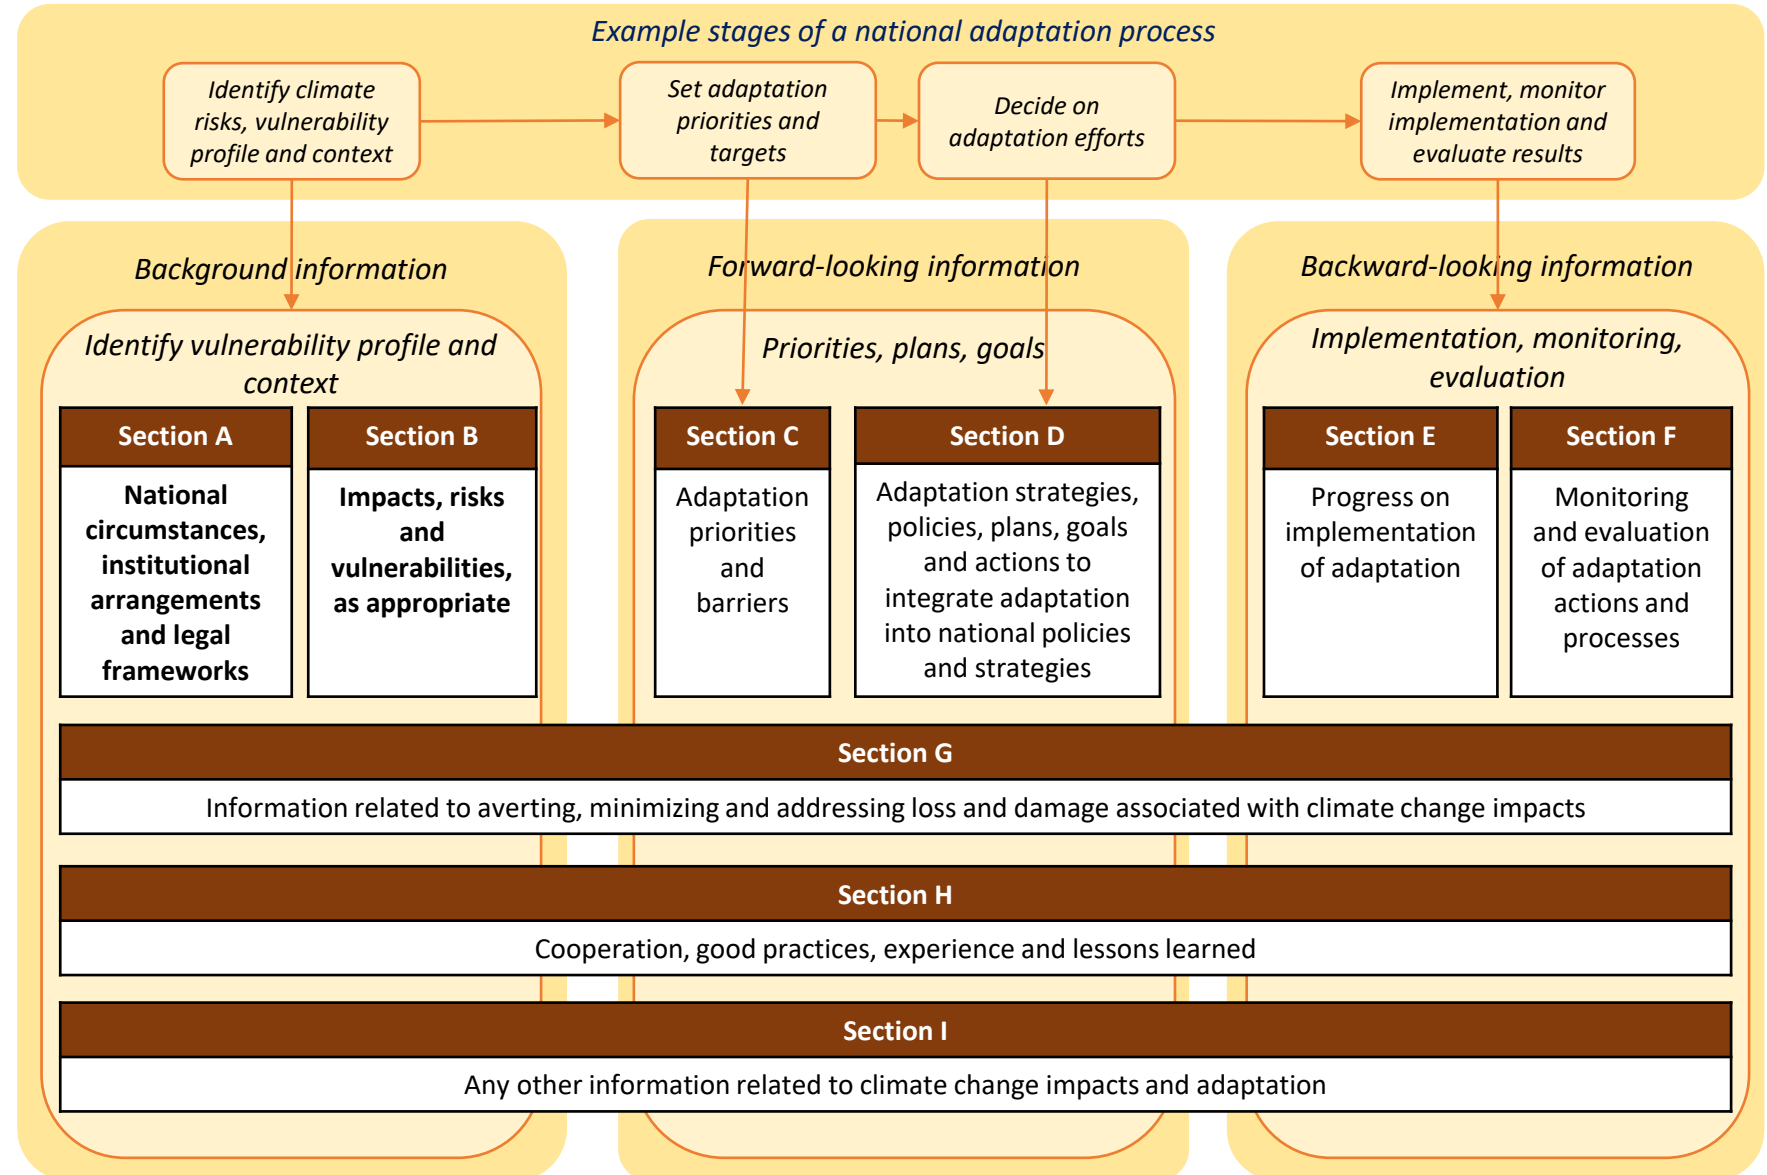 Example stages of a national adaptation process
Identify climate
risks, vulnerability
profile and context
Set adaptation
priorities and
targets
Decide on
adaptation efforts
Implement, monitor
implementation and
evaluate results
Background information
Identify vulnerability profile and
context
Section A
National
circumstances,
institutional
arrangements
and legal
frameworks
Section B
Impacts, risks
and
vulnerabilities,
as appropriate
Forward-looking information
Priorities, plans, goals
Section C
Adaptation
priorities
and
barriers
Section D
Adaptation strategies,
policies, plans, goals
and actions to
integrate adaptation
into national policies
and strategies
Backward-looking information
Implementation, monitoring,
evaluation
Section E
Progress on
implementation
of adaptation
Section F
Monitoring
and evaluation
of adaptation
actions and
processes
Section G
Information related to averting, minimizing and addressing loss and damage associated with climate change impacts
Section H
Cooperation, good practices, experience and lessons learned
Section I
Any other information related to climate change impacts and adaptation